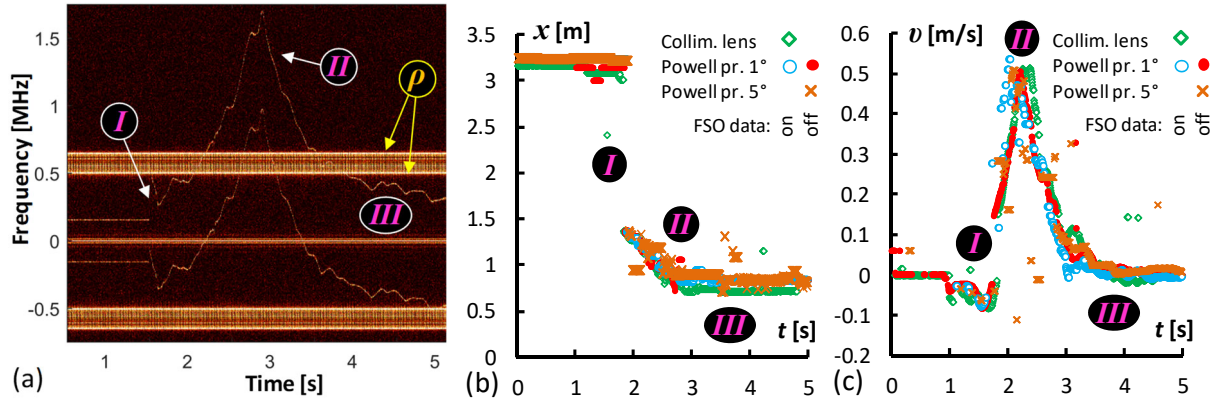 Frequency [MHz]
1.5
1
0.5
0
-0.5
I
II
III
ρ
1
2
3
4
5
Time [s]
(a)
x [m]
3.5
3
2.5
2
1.5
1
0.5
0
Collim. lens
Powell pr. 1°
Powell pr. 5°
FSO data: on off
I
II
III
t [s]
0 1 2 3 4 5
(b)
υ [m/s]
0.6
0.5
0.4
0.3
0.2
0.1
0
-0.1
-0.2
II
Collim. lens
Powell pr. 1°
Powell pr. 5°
FSO data: on off
I
III
t [s]
0 1 2 3 4 5
(c)